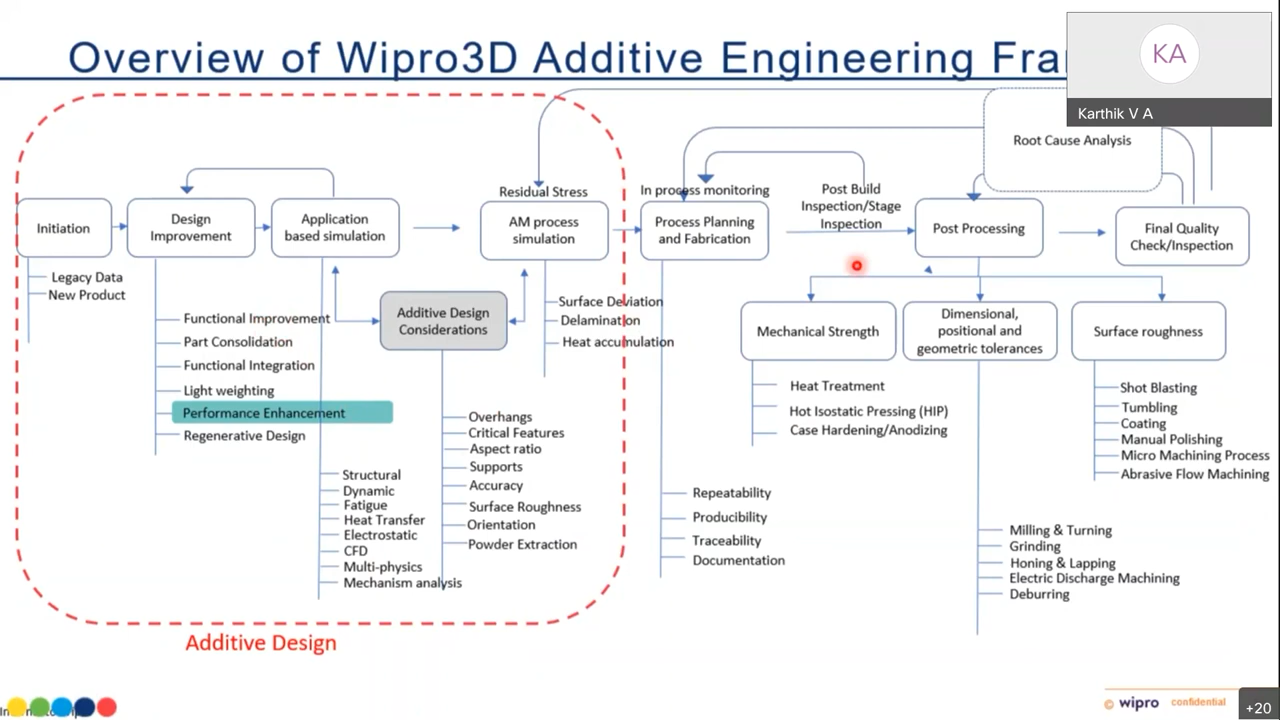 Overview of Wipro3D Additive Engineering Fra
KA
Karthik V A
Root Cause Analysis
Initiation
Legacy Data
New Product
Design
Improvement
Functional Improvement
Part Consolidation
Functional Integration
Light weighting
Performance Enhancement
Regenerative Design
Application
based simulation
Structural
Dynamic
Fatigue
Heat Transfer
Electrostatic
CFD
Multi-physics
Mechanism analysis
Additive Design
Considerations
Overhangs
Critical Features
Aspect ratio
Supports
Accuracy
Surface Roughness
Orientation
Powder Extraction
Residual Stress
AM process
simulation
Surface Deviation
Delamination
Heat accumulation
Additive Design
In process monitoring
Process Planning
and Fabrication
Repeatability
Producibility
Traceability
Documentation
Post Build
Inspection/Stage
Inspection
Post Processing
Final Quality
Check/Inspection
Mechanical Strength
Heat Treatment
Hot Isostatic Pressing (HIP)
Case Hardening/Anodizing
Dimensional,
positional and
geometric tolerances
Milling & Turning
Grinding
Honing & Lapping
Electric Discharge Machining
Deburring
Surface roughness
Shot Blasting
Tumbling
Coating
Manual Polishing
Micro Machining Process
Abrasive Flow Machining
© wipro confidential
+20